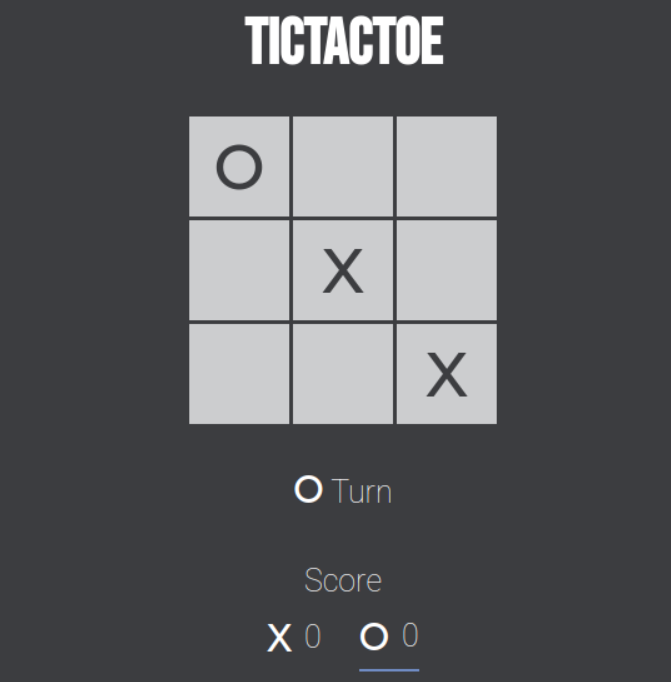 TICTACTOE
O
X
X
O Turn
Score
X 0 O 0